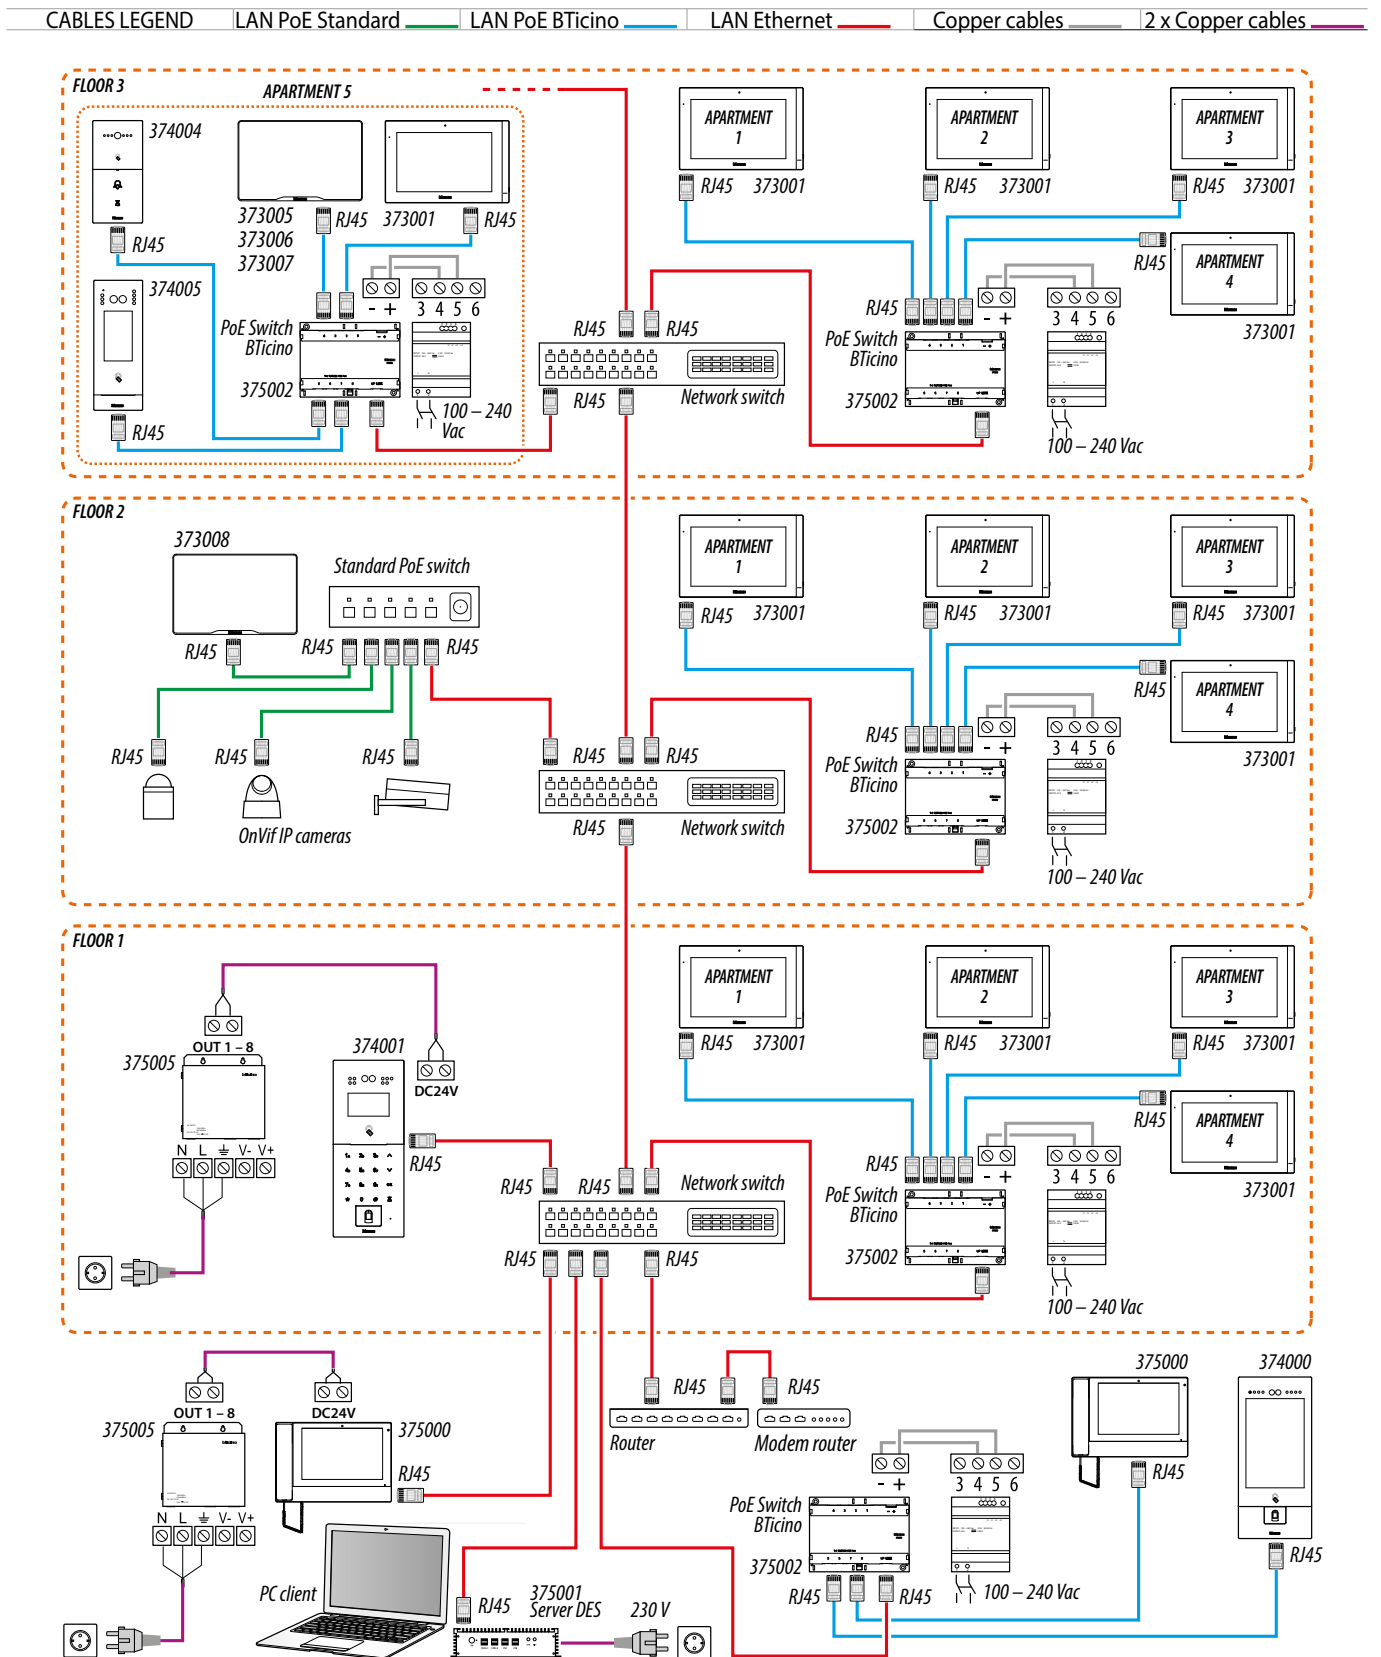 CABLES LEGEND LAN PoE Standard LAN PoE BTicino LAN Ethernet Copper cables 2 x Copper cables
FLOOR 3
APARTMENT 5
374004
RJ45
373005
373006
373007
RJ45
373001
RJ45
374005
RJ45
PoE Switch
BTicino
375002
- +
3 4 5 6
100 – 240
Vac
RJ45
RJ45
RJ45
Network switch
APARTMENT
1
RJ45 373001
APARTMENT
2
RJ45 373001
APARTMENT
3
RJ45 373001
APARTMENT
4
RJ45
373001
RJ45
PoE Switch
BTicino
375002
- +
3 4 5 6
100 – 240 Vac
FLOOR 2
373008
RJ45
Standard PoE switch
RJ45
RJ45
RJ45
RJ45
RJ45
OnVif IP cameras
RJ45
RJ45
RJ45
Network switch
APARTMENT
1
RJ45 373001
APARTMENT
2
RJ45 373001
APARTMENT
3
RJ45 373001
APARTMENT
4
RJ45
373001
RJ45
PoE Switch
BTicino
375002
- +
3 4 5 6
100 – 240 Vac
FLOOR 1
OUT 1 – 8
375005
N L V- V+
374001
DC24V
RJ45
RJ45
RJ45
Network switch
RJ45
RJ45
APARTMENT
1
RJ45 373001
APARTMENT
2
RJ45 373001
APARTMENT
3
RJ45 373001
APARTMENT
4
RJ45
373001
RJ45
PoE Switch
BTicino
375002
- +
3 4 5 6
100 – 240 Vac
OUT 1 – 8
375005
N L V- V+
DC24V
375000
RJ45
PC client
RJ45
375001
Server DES
230 V
RJ45
RJ45
Router
Modem router
- +
3 4 5 6
PoE Switch
BTicino
375002
RJ45
RJ45
100 – 240 Vac
375000
RJ45
374000
RJ45